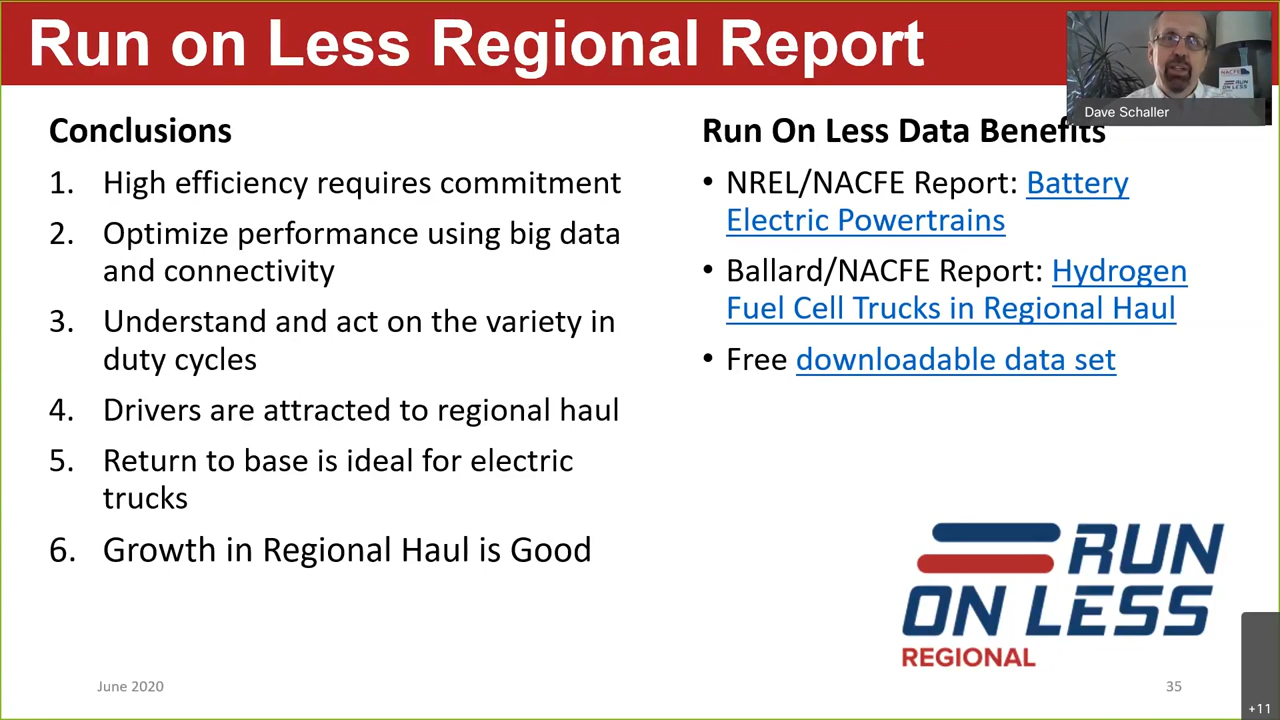 Run on Less Regional Report
NACFE
RUN
ON LESS
Dave Schaller
Conclusions
1. High efficiency requires commitment
2. Optimize performance using big data
and connectivity
3. Understand and act on the variety in
duty cycles
4. Drivers are attracted to regional haul
5. Return to base is ideal for electric
trucks
6. Growth in Regional Haul is Good
Run On Less Data Benefits
• NREL/NACFE Report: Battery
Electric Powertrains
• Ballard/NACFE Report: Hydrogen
Fuel Cell Trucks in Regional Haul
• Free downloadable data set
RUN
ON LESS
REGIONAL
June 2020
35
+11